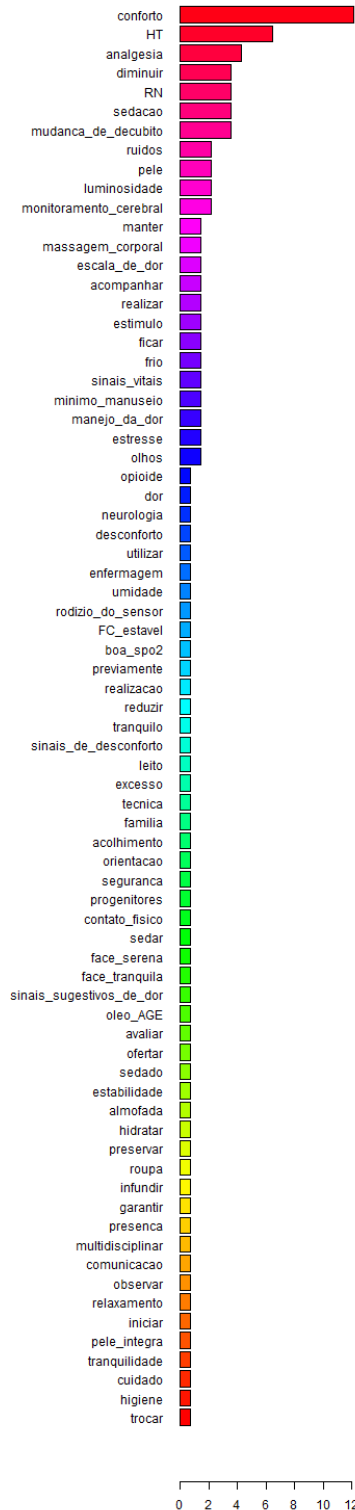 conforto
HT
analgesia
diminuir
RN
sedacao
mudanca_de_decubito
ruidos
pele
luminosidade
monitoramento_cerebral
manter
massagem_corporal
escala_de_dor
acompanhar
realizar
estimulo
ficar
frio
sinais_vitais
minimo_manuseio
manejo_da_dor
estresse
olhos
opioide
dor
neurologia
desconforto
utilizar
enfermagem
umidade
rodizio_do_sensor
FC_estavel
boa_spo2
previamente
realizacao
reduzir
tranquilo
sinais_de_desconforto
leito
excesso
tecnica
familia
acolhimento
orientacao
seguranca
progenitores
contato_fisico
sedar
face_serena
face_tranquila
sinais_sugestivos_de_dor
oleo_AGE
avaliar
ofertar
sedado
estabilidade
almofada
hidratar
preservar
roupa
infundir
garantir
presenca
multidisciplinar
comunicacao
observar
relaxamento
iniciar
pele_integra
tranquilidade
cuidado
higiene
trocar
0 2 4 6 8 10 12